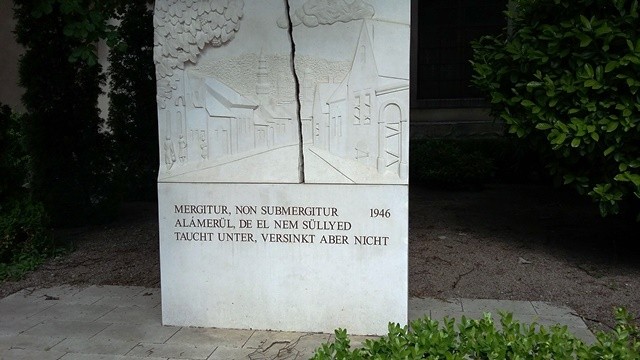 MERGITUR, NON SUBMERGITUR 1946
ALÁMERÜL, DE EL NEM SÜLLYED
TAUCHT UNTER, VERSINKT ABER NICHT